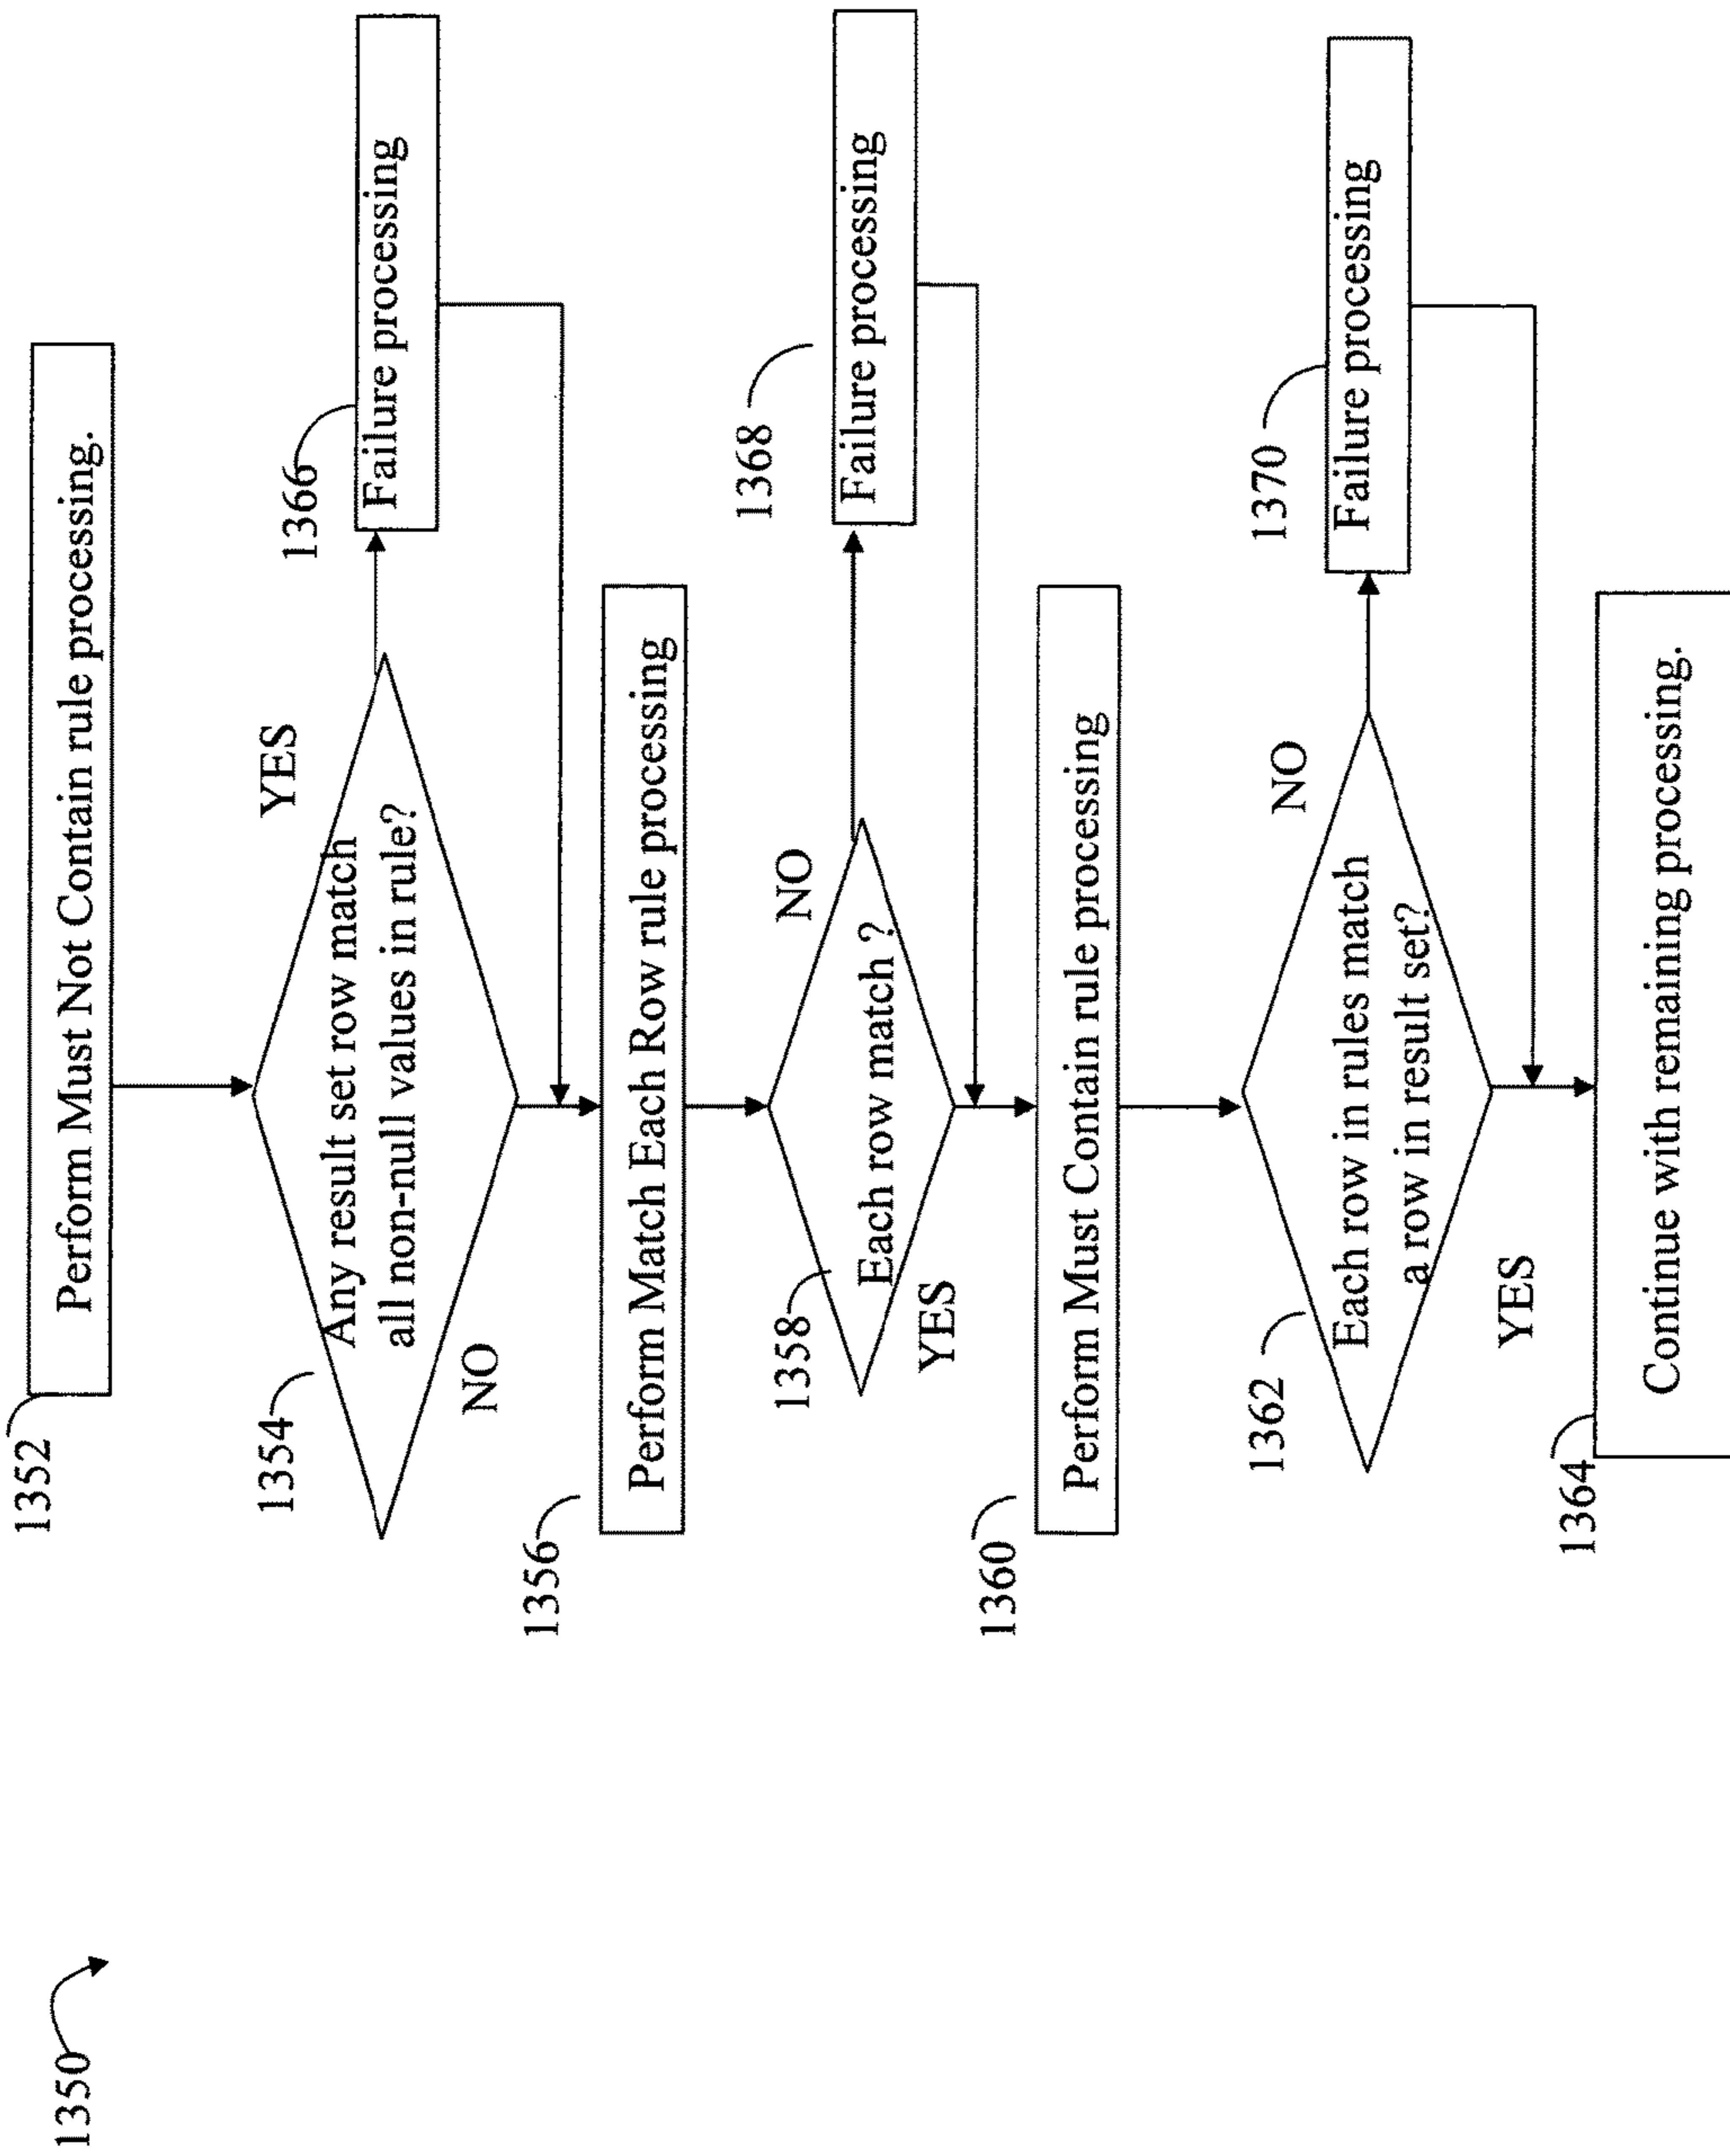 1350
1352
Perform Must Not Contain rule processing.
1354
Any result set row match
all non-null values in rule?
YES
NO
1366
Failure processing
1356
Perform Match Each Row rule processing
1358
Each row match ?
NO
YES
1368
Failure processing
1360
Perform Must Contain rule processing
1362
Each row in rules match
a row in result set?
NO
YES
1370
Failure processing
1364
Continue with remaining processing.